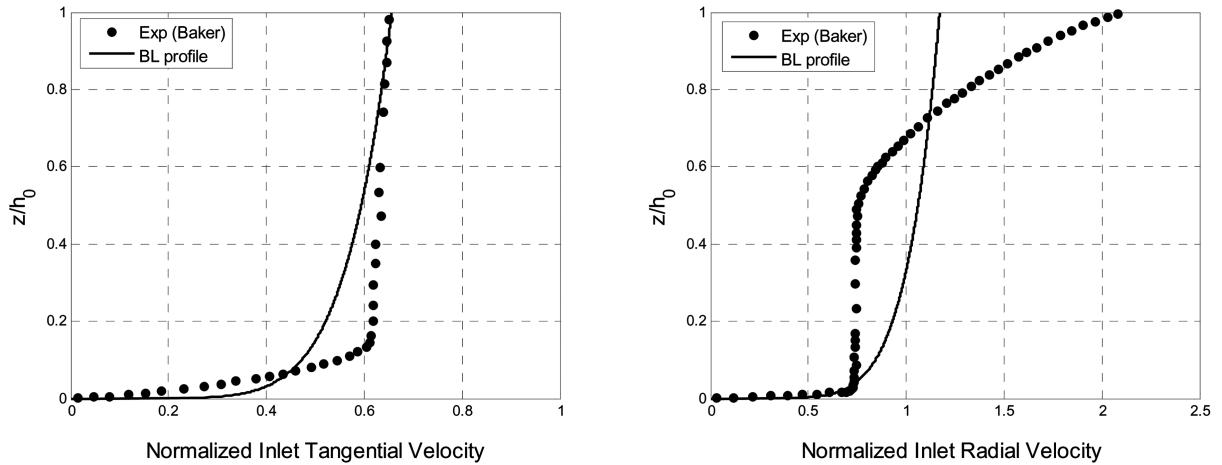 1
0.8
0.6
0.4
0.2
0
z/h0
Exp (Baker)
BL profile
0 0.2 0.4 0.6 0.8 1
Normalized Inlet Tangential Velocity
1
0.8
0.6
0.4
0.2
0
z/h0
Exp (Baker)
BL profile
0 0.5 1 1.5 2 2.5
Normalized Inlet Radial Velocity